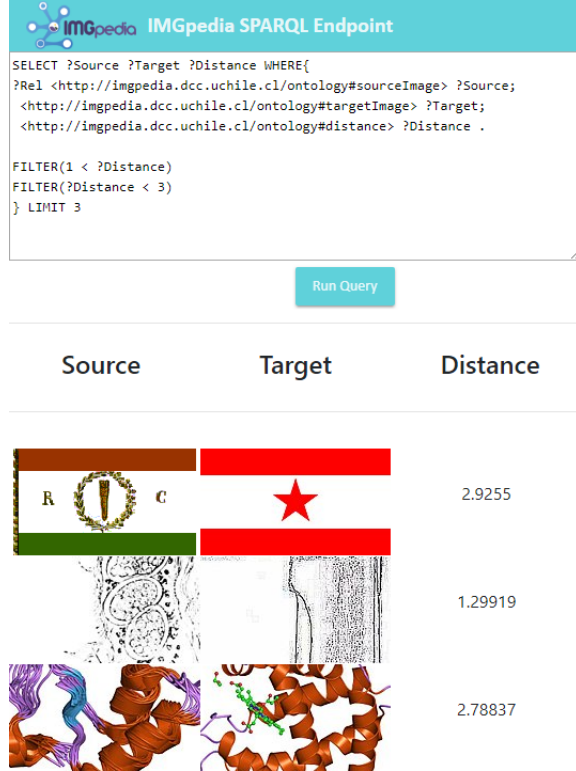 IMGpedia IMGpedia SPARQL Endpoint
SELECT ?Source ?Target ?Distance WHERE{
?Rel <http://imgpedia.dcc.uchile.cl/ontology#sourceImage> ?Source;
<http://imgpedia.dcc.uchile.cl/ontology#targetImage> ?Target;
<http://imgpedia.dcc.uchile.cl/ontology#distance> ?Distance .
FILTER(1 < ?Distance)
FILTER(?Distance < 3)
} LIMIT 3
Run Query
Source Target Distance
R C 2.9255
1.29919
2.78837